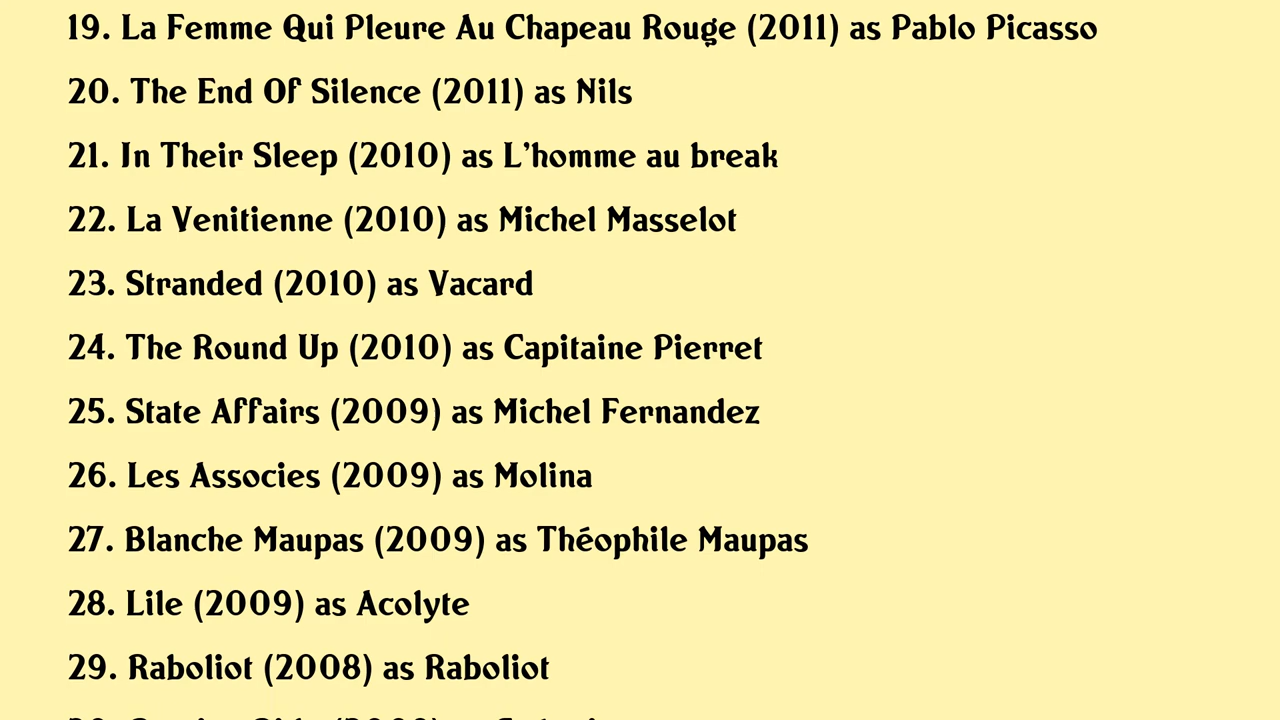 19. La Femme Qui Pleure Au Chapeau Rouge (2011) as Pablo Picasso
20. The End Of Silence (2011) as Nils
21. In Their Sleep (2010) as L'homme au break
22. La Venitienne (2010) as Michel Masselot
23. Stranded (2010) as Vacard
24. The Round Up (2010) as Capitaine Pierret
25. State Affairs (2009) as Michel Fernandez
26. Les Associes (2009) as Molina
27. Blanche Maupas (2009) as Théophile Maupas
28. Lile (2009) as Acolyte
29. Raboliot (2008) as Raboliot